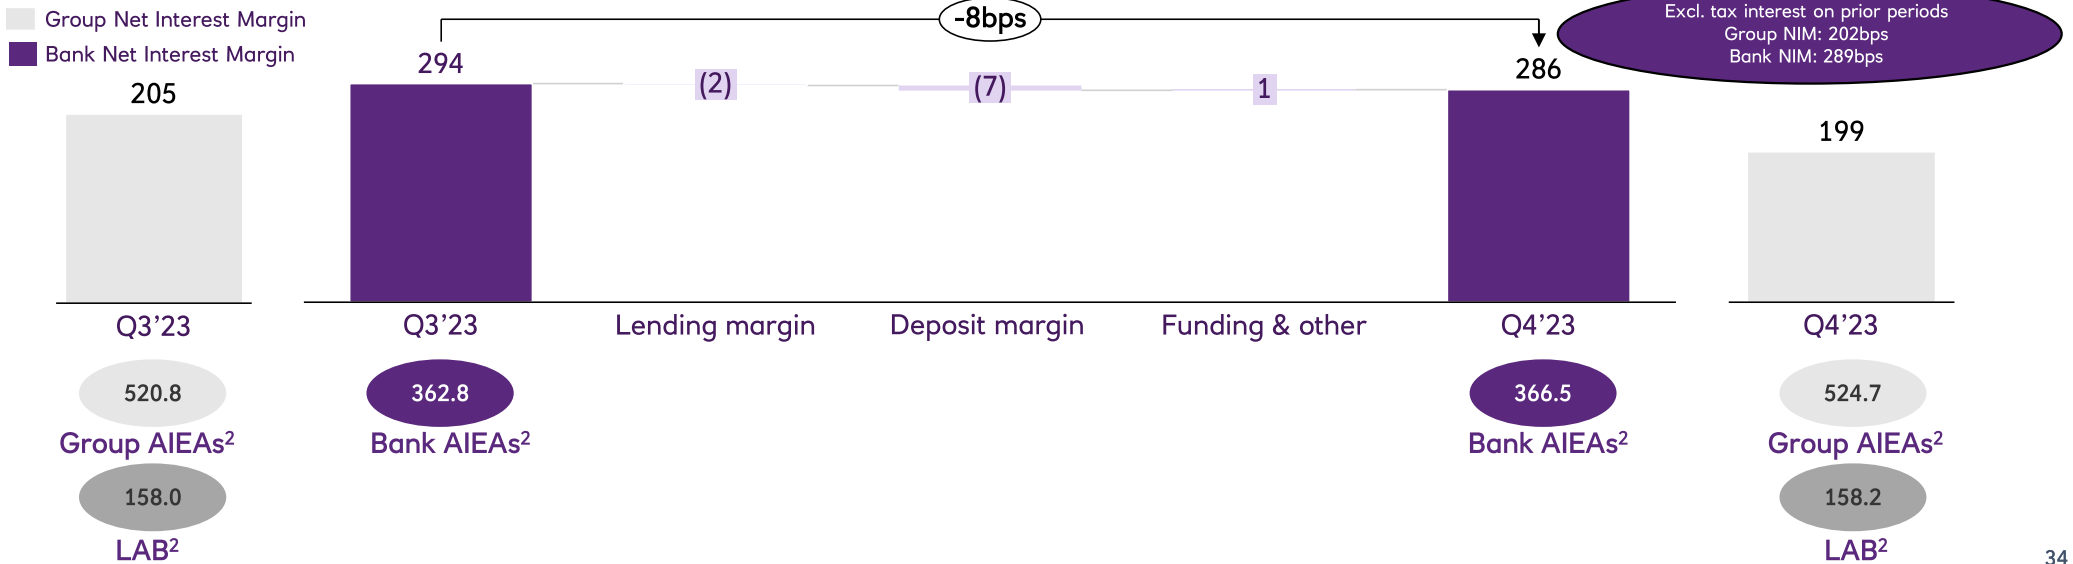 Group Net Interest Margin
Bank Net Interest Margin
-8bps
Excl. tax interest on prior periods
Group NIM: 202bps
Bank NIM: 289bps
205
294
(2)
(7)
1
286
199
Q3’23
Q3’23
Lending margin
Deposit margin
Funding & other
Q4’23
Q4’23
520.8
362.8
366.5
524.7
Group AIEAs²
Bank AIEAs²
Bank AIEAs²
Group AIEAs²
158.0
158.2
LAB²
LAB²
34